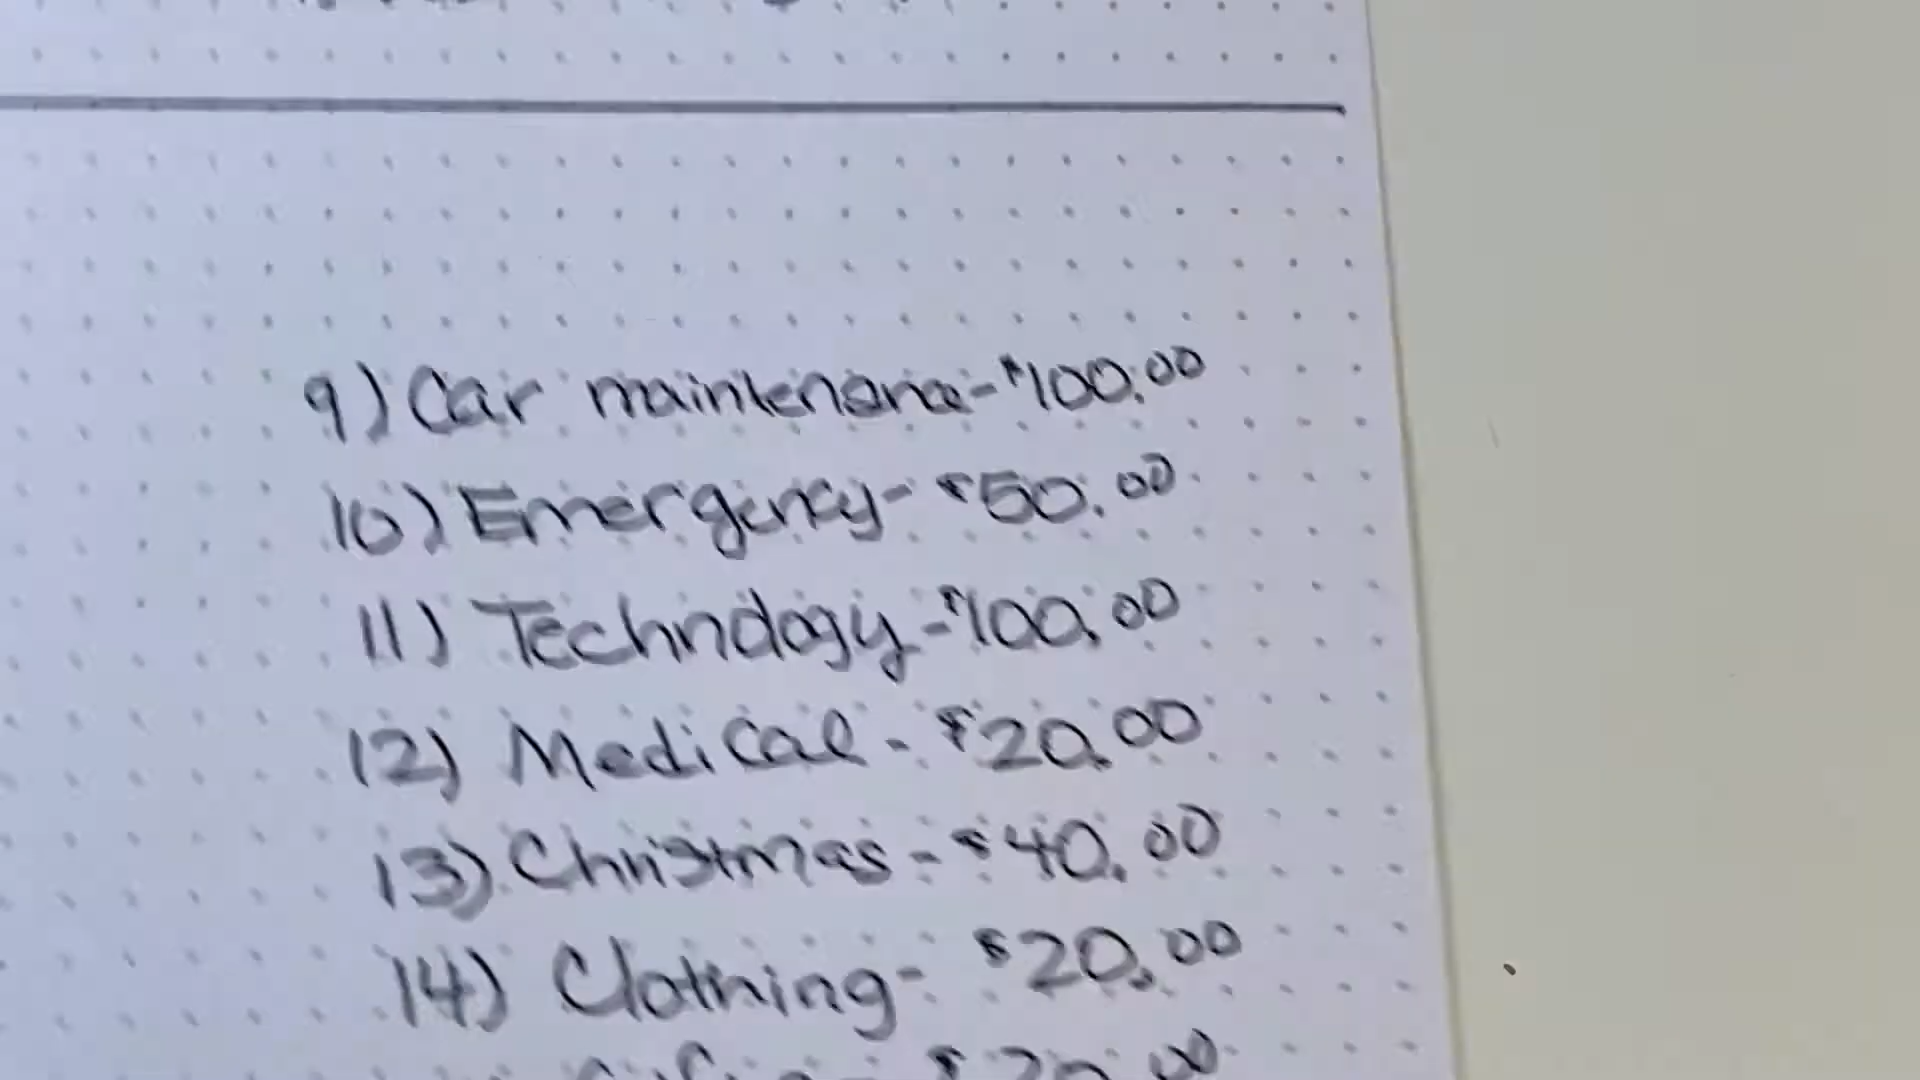 9) Car maintenance - $100.00
10) Emergency - $50.00
11) Technology - $100.00
12) Medical - $20.00
13) Christmas - $40.00
14) Clothing - $20.00